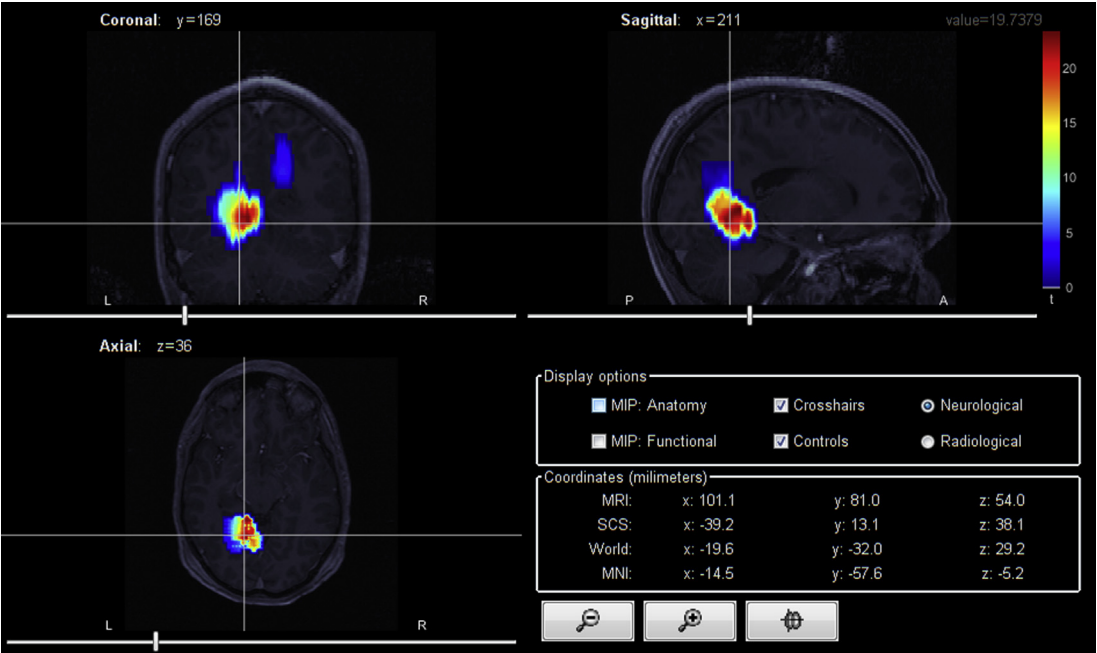 Coronal: y=169
Sagittal: x=211
value=19.7379
20
15
10
5
0
t
L R
P A
Axial: z=36
L R
Display options
MIP: Anatomy Crosshairs Neurological
MIP: Functional Controls Radiological
Coordinates (milimeters)
MRI: x: 101.1 y: 81.0 z: 54.0
SCS: x: -39.2 y: 13.1 z: 38.1
World: x: -19.6 y: -32.0 z: 29.2
MNI: x: -14.5 y: -57.6 z: -5.2